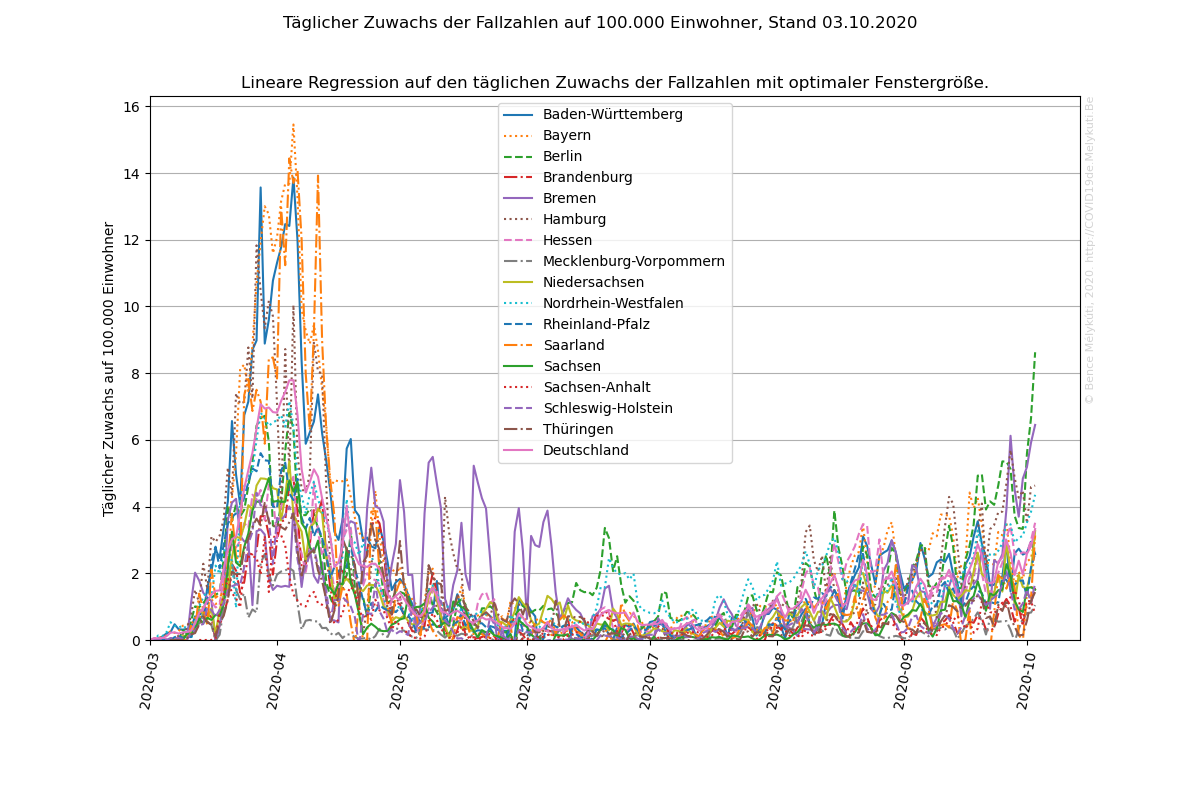 Täglicher Zuwachs der Fallzahlen auf 100.000 Einwohner, Stand 03.10.2020
Lineare Regression auf den täglichen Zuwachs der Fallzahlen mit optimaler Fenstergröße.
Täglicher Zuwachs auf 100.000 Einwohner
16
14
12
10
8
6
4
2
0
Baden-Württemberg
Bayern
Berlin
Brandenburg
Bremen
Hamburg
Hessen
Mecklenburg-Vorpommern
Niedersachsen
Nordrhein-Westfalen
Rheinland-Pfalz
Saarland
Sachsen
Sachsen-Anhalt
Schleswig-Holstein
Thüringen
Deutschland
2020-03
2020-04
2020-05
2020-06
2020-07
2020-08
2020-09
2020-10
© Bence Mélykúti, 2020. http://COVID19de.Melykuti.Be